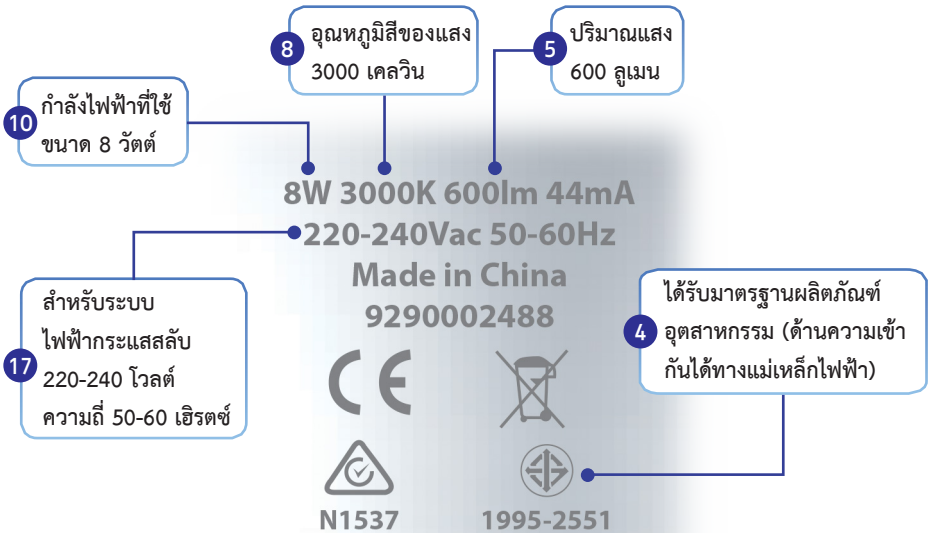 8
อุณหภูมิสีของแสง
3000 เคลวิน
5
ปริมาณแสง
600 ลูเมน
10
กำลังไฟฟ้าที่ใช้
ขนาด 8 วัตต์
8W 3000K 600lm 44mA
220-240Vac 50-60Hz
Made in China
9290002488
17
สำหรับระบบ
ไฟฟ้ากระแสสลับ
220-240 โวลต์
ความถี่ 50-60 เฮิรตซ์
4
ได้รับมาตรฐานผลิตภัณฑ์
อุตสาหกรรม (ด้านความเข้า
กันได้ทางแม่เหล็กไฟฟ้า)
CE
N1537
1995-2551